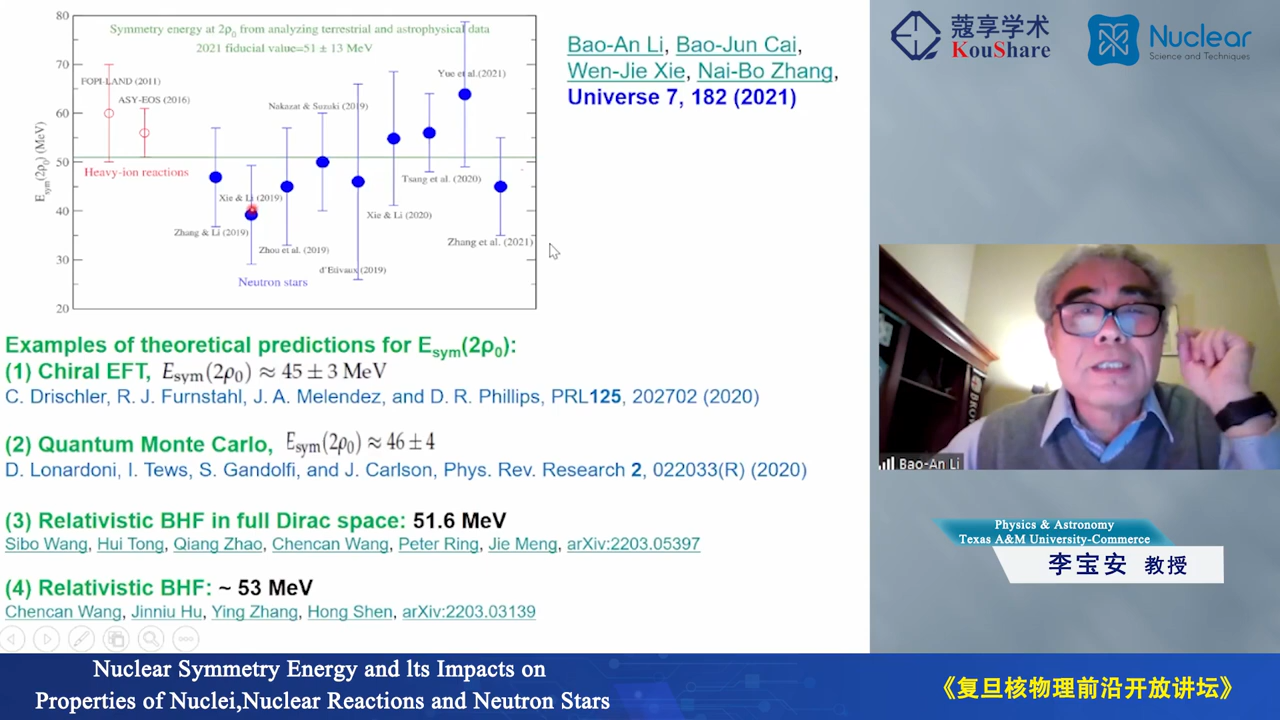 Symmetry energy at 2ρ0 from analyzing terrestrial and astrophysical data
2021 fiducial value=51 ± 13 MeV
80
70
60
50
40
30
20
Esym(2ρ0) (MeV)
FOPI-LAND (2011)
ASY-EOS (2016)
Heavy-ion reactions
Nakazat & Suzuki (2019)
Yue et al.(2021)
Tsang et al. (2020)
Xie & Li (2019)
Xie & Li (2020)
Zhang & Li (2019)
Zhou et al. (2019)
Zhang et al. (2021)
d'Etivaux (2019)
Neutron stars
Bao-An Li, Bao-Jun Cai,
Wen-Jie Xie, Nai-Bo Zhang,
Universe 7, 182 (2021)
Examples of theoretical predictions for Esym(2ρ0):
(1) Chiral EFT, Esym(2ρ0) ≈ 45 ± 3 MeV
C. Drischler, R. J. Furnstahl, J. A. Melendez, and D. R. Phillips, PRL125, 202702 (2020)
(2) Quantum Monte Carlo, Esym(2ρ0) ≈ 46 ± 4
D. Lonardoni, I. Tews, S. Gandolfi, and J. Carlson, Phys. Rev. Research 2, 022033(R) (2020)
(3) Relativistic BHF in full Dirac space: 51.6 MeV
Sibo Wang, Hui Tong, Qiang Zhao, Chencan Wang, Peter Ring, Jie Meng, arXiv:2203.05397
(4) Relativistic BHF: ~ 53 MeV
Chencan Wang, Jinniu Hu, Ying Zhang, Hong Shen, arXiv:2203.03139
蔻享学术
KouShare
Nuclear
Science and Techniques
Bao-An Li
Physics & Astronomy
Texas A&M University-Commerce
李宝安 教授
Nuclear Symmetry Energy and lts Impacts on
Properties of Nuclei,Nuclear Reactions and Neutron Stars
《复旦核物理前沿开放讲坛》